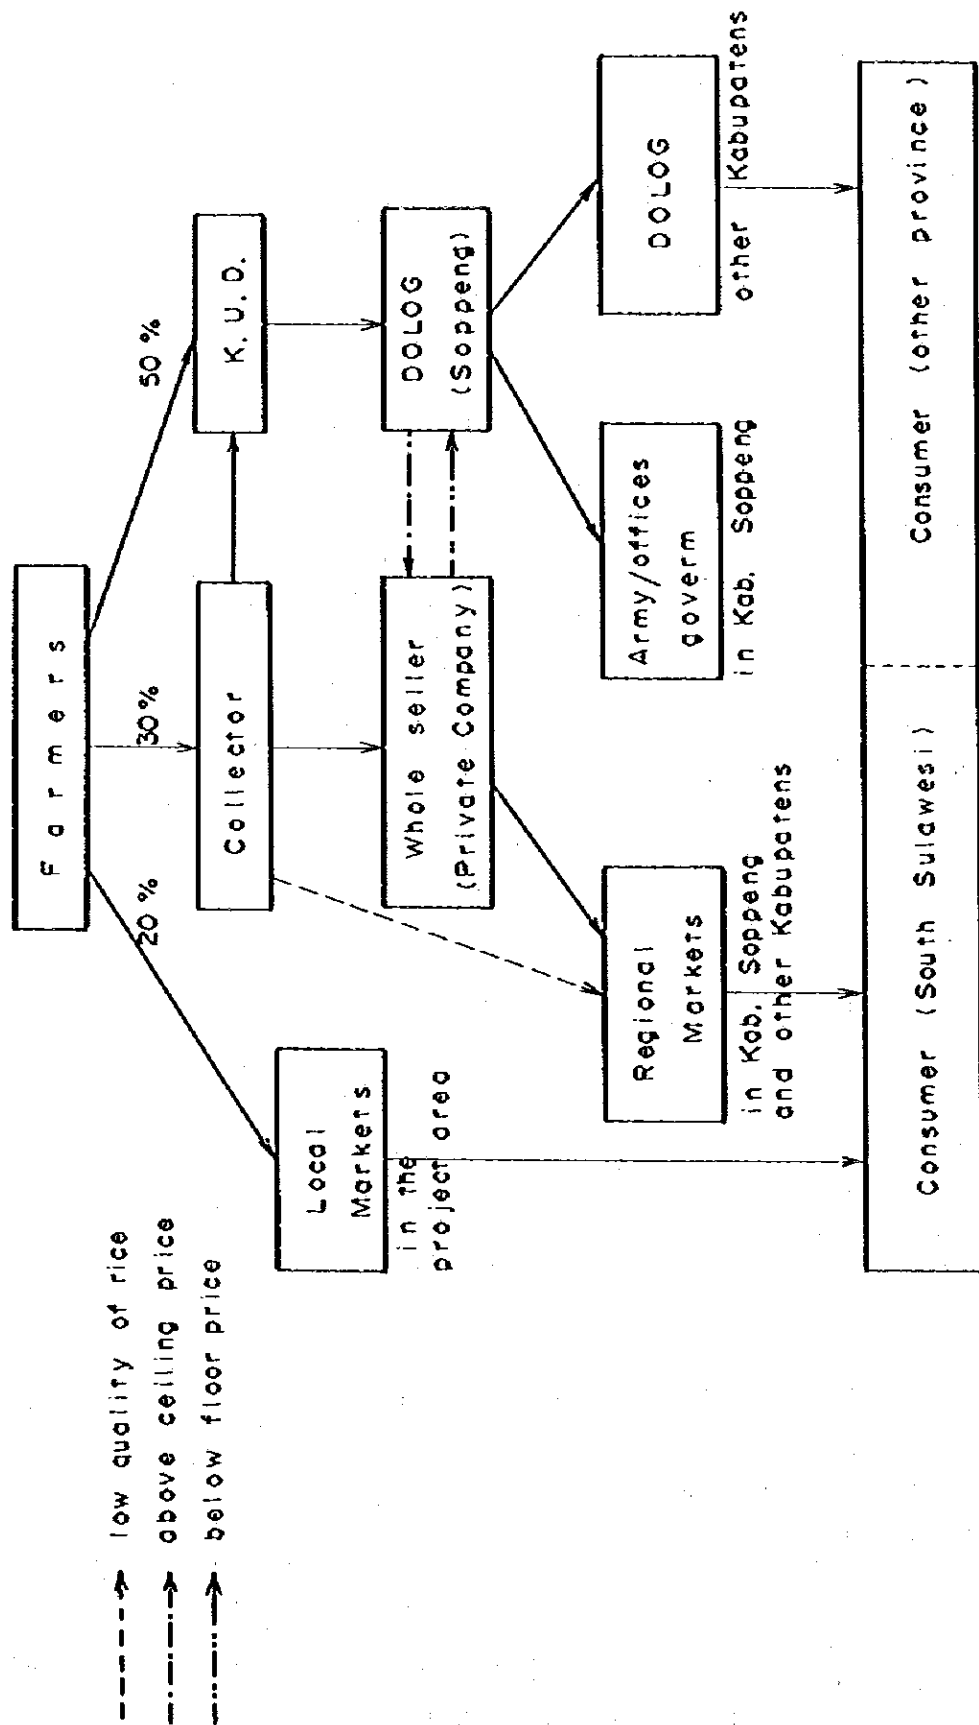 low quality of rice
above ceiling price
below floor price
Farmers
20 %
30 %
50 %
Collector
K. U. D.
Local
Markets
in the
project area
Whole seller
(Private Company)
DOLOG
(Soppeng)
Regional
Markets
in Kab. Soppeng
and other Kabupatens
Army/offices
goverm
in Kab. Soppeng
DOLOG
other Kabupatens
Consumer (South Sulawesi)
Consumer (other province)